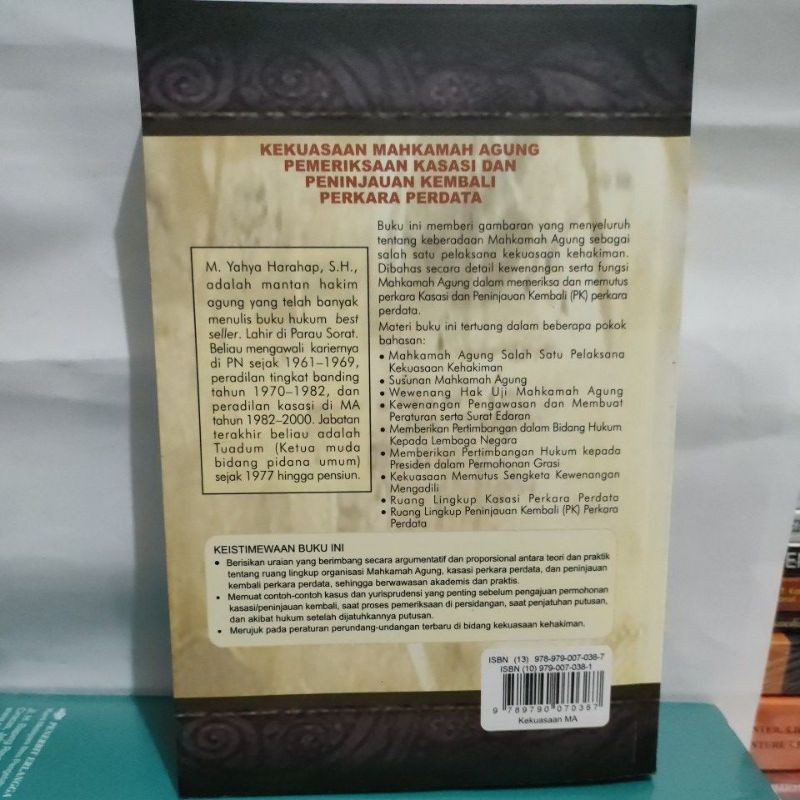 KEKUASAAN MAHKAMAH AGUNG
PEMERIKSAAN KASASI DAN
PENINJAUAN KEMBALI
PERKARA PERDATA
M. Yahya Harahap, S.H.,
adalah mantan hakim
agung yang telah banyak
menulis buku hukum best
seller. Lahir di Parau Sorat.
Beliau mengawali kariernya
di PN sejak 1961–1969,
peradilan tingkat banding
tahun 1970–1982, dan
peradilan kasasi di MA
tahun 1982–2000. Jabatan
terakhir beliau adalah
Tuadum (Ketua muda
bidang pidana umum)
sejak 1977 hingga pensiun.
Buku ini memberi gambaran yang menyeluruh
tentang keberadaan Mahkamah Agung sebagai
salah satu pelaksana kekuasaan kehakiman.
Dibahas secara detail kewenangan serta fungsi
Mahkamah Agung dalam memeriksa dan memutus
perkara Kasasi dan Peninjauan Kembali (PK) perkara
perdata.
Materi buku ini tertuang dalam beberapa pokok
bahasan:
• Mahkamah Agung Salah Satu Pelaksana
Kekuasaan Kehakiman
• Susunan Mahkamah Agung
• Wewenang Hak Uji Mahkamah Agung
• Kewenangan Pengawasan dan Membuat
Peraturan serta Surat Edaran
• Memberikan Pertimbangan dalam Bidang Hukum
Kepada Lembaga Negara
• Memberikan Pertimbangan Hukum kepada
Presiden dalam Permohonan Grasi
• Kekuasaan Memutus Sengketa Kewenangan
Mengadili
• Ruang Lingkup Kasasi Perkara Perdata
• Ruang Lingkup Peninjauan Kembali (PK) Perkara
Perdata
KEISTIMEWAAN BUKU INI
• Berisikan uraian yang berimbang secara argumentatif dan proporsional antara teori dan praktik
tentang ruang lingkup organisasi Mahkamah Agung, kasasi perkara perdata, dan peninjauan
kembali perkara perdata, sehingga berwawasan akademis dan praktis.
• Memuat contoh-contoh kasus dan yurisprudensi yang penting sebelum pengajuan permohonan
kasasi/peninjauan kembali, saat proses pemeriksaan di persidangan, saat penjatuhan putusan,
dan akibat hukum setelah dijatuhkannya putusan.
• Merujuk pada peraturan perundang-undangan terbaru di bidang kekuasaan kehakiman.
ISBN (13) 978-979-007-038-7
ISBN (10) 979-007-038-1
9 789790 070387
Kekuasaan MA
PENERBIT ERLANGGA